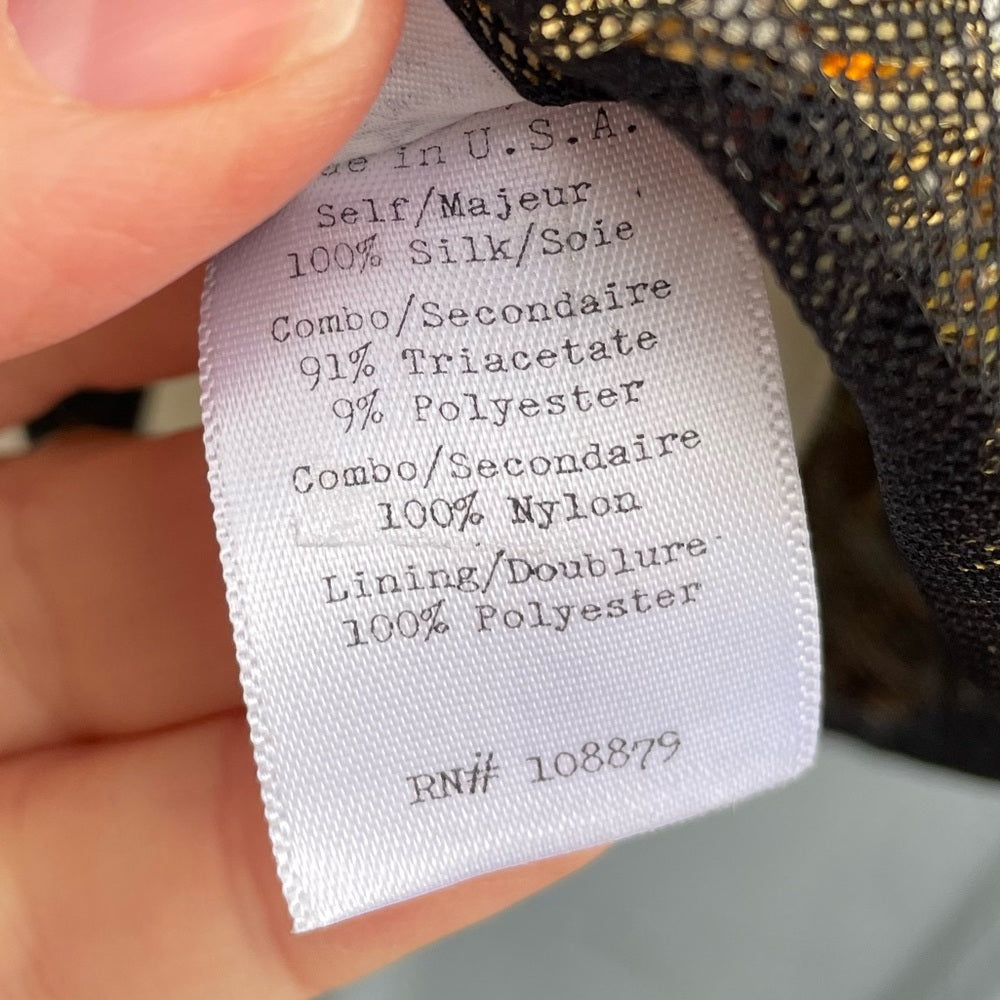 in U.S.A.
Self/Majeur
100% Silk/Soie
Combo/Secondaire
91% Triacetate
9% Polyester
Combo/Secondaire
100% Nylon
Lining/Doublure
100% Polyester
RN# 108879